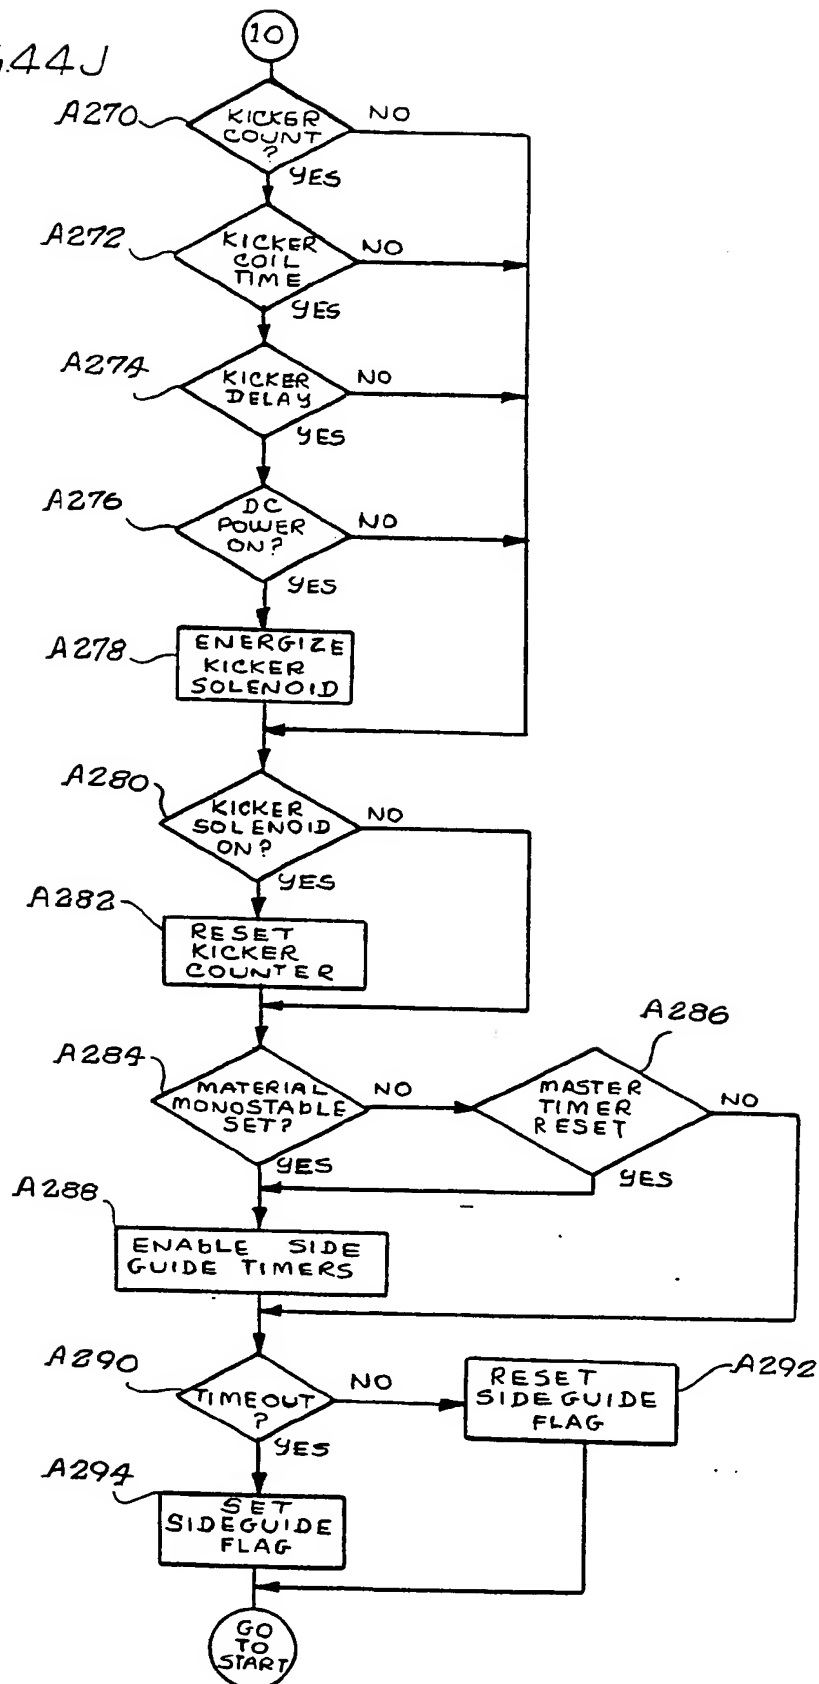 10
.44J
A270
KICKER
COUNT
?
NO
YES
A272
KICKER
COIL
TIME
NO
YES
A274
KICKER
DELAY
NO
YES
A276
DC
POWER
ON?
NO
YES
A278
ENERGIZE
KICKER
SOLENOID
A280
KICKER
SOLENOID
ON?
NO
YES
A282
RESET
KICKER
COUNTER
A284
MATERIAL
MONOSTABLE
SET?
NO
YES
A286
MASTER
TIMER
RESET
NO
YES
A288
ENABLE SIDE
GUIDE TIMERS
A290
TIMEOUT
?
NO
YES
RESET
SIDEGUIDE
FLAG
A292
A294
SET
SIDEGUIDE
FLAG
GO
TO
START